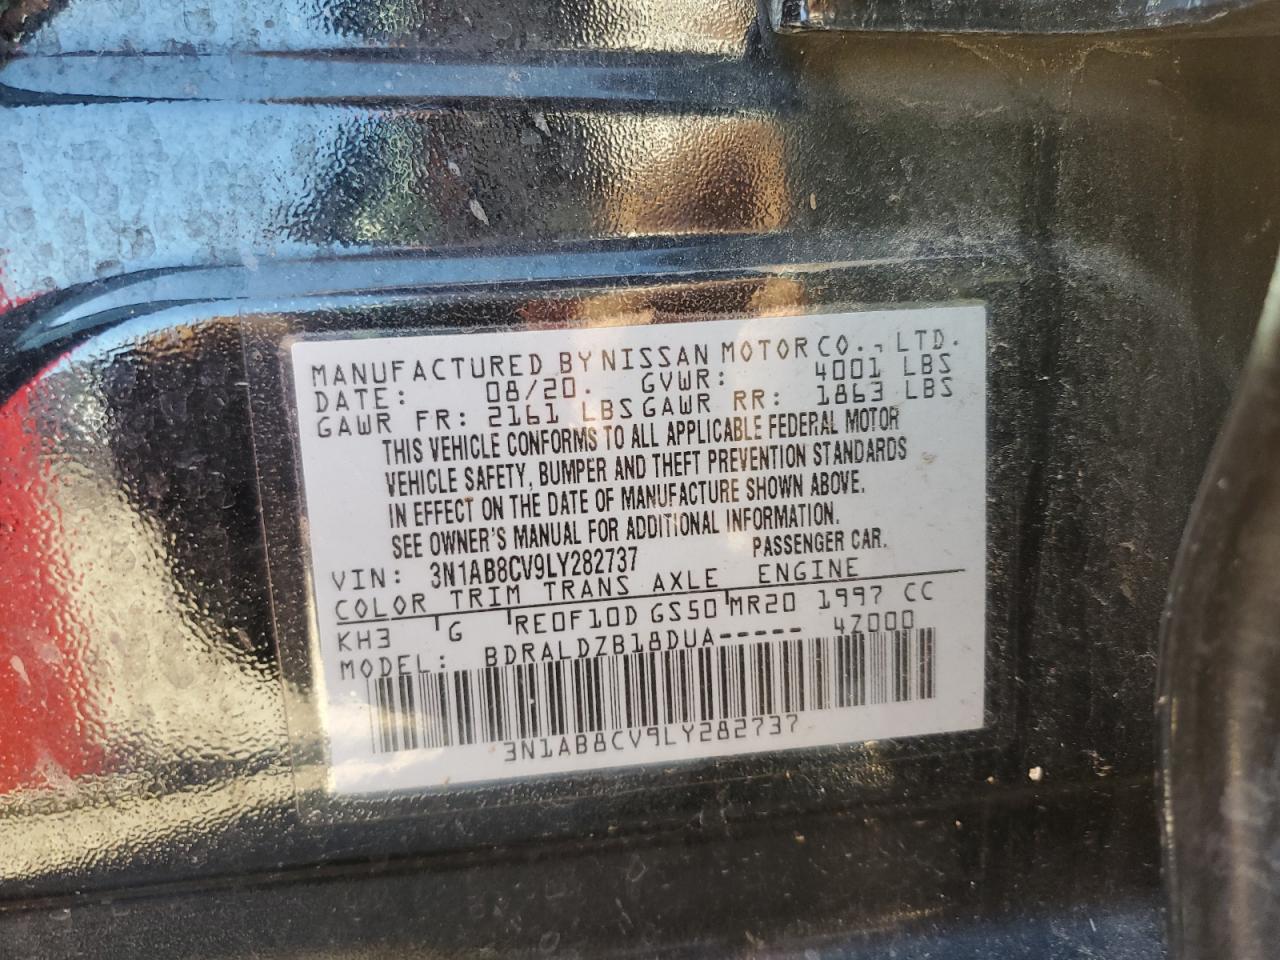 MANUFACTURED BY NISSAN MOTOR CO., LTD.
DATE: 08/20. GVWR: 4001 LBS
GAWR FR: 2161 LBS GAWR RR: 1863 LBS
THIS VEHICLE CONFORMS TO ALL APPLICABLE FEDERAL MOTOR
VEHICLE SAFETY, BUMPER AND THEFT PREVENTION STANDARDS
IN EFFECT ON THE DATE OF MANUFACTURE SHOWN ABOVE.
SEE OWNER'S MANUAL FOR ADDITIONAL INFORMATION.
VIN: 3N1AB8CV9LY282737 PASSENGER CAR.
COLOR TRIM TRANS AXLE ENGINE
KH3 G RE0F10D GS50 MR20 1997 CC
MODEL: BDRALDZB18DUA----- 4Z000
3N1AB8CV9LY282737